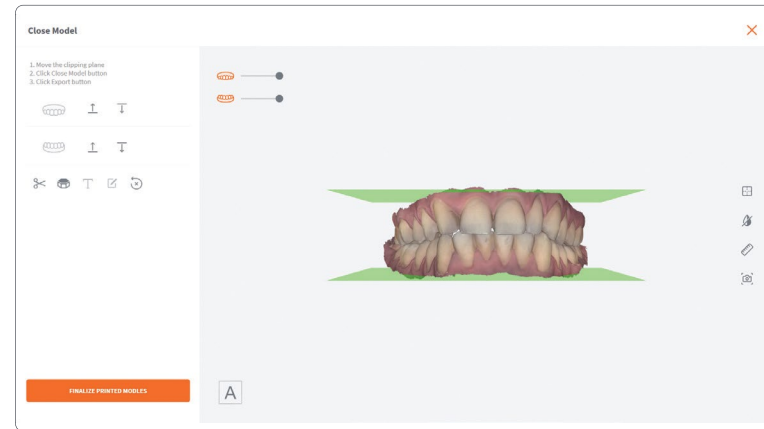 Close Model
1. Move the clipping plane
2. Click Close Model button
3. Click Export button
T
FINALIZE PRINTED MODLES
A